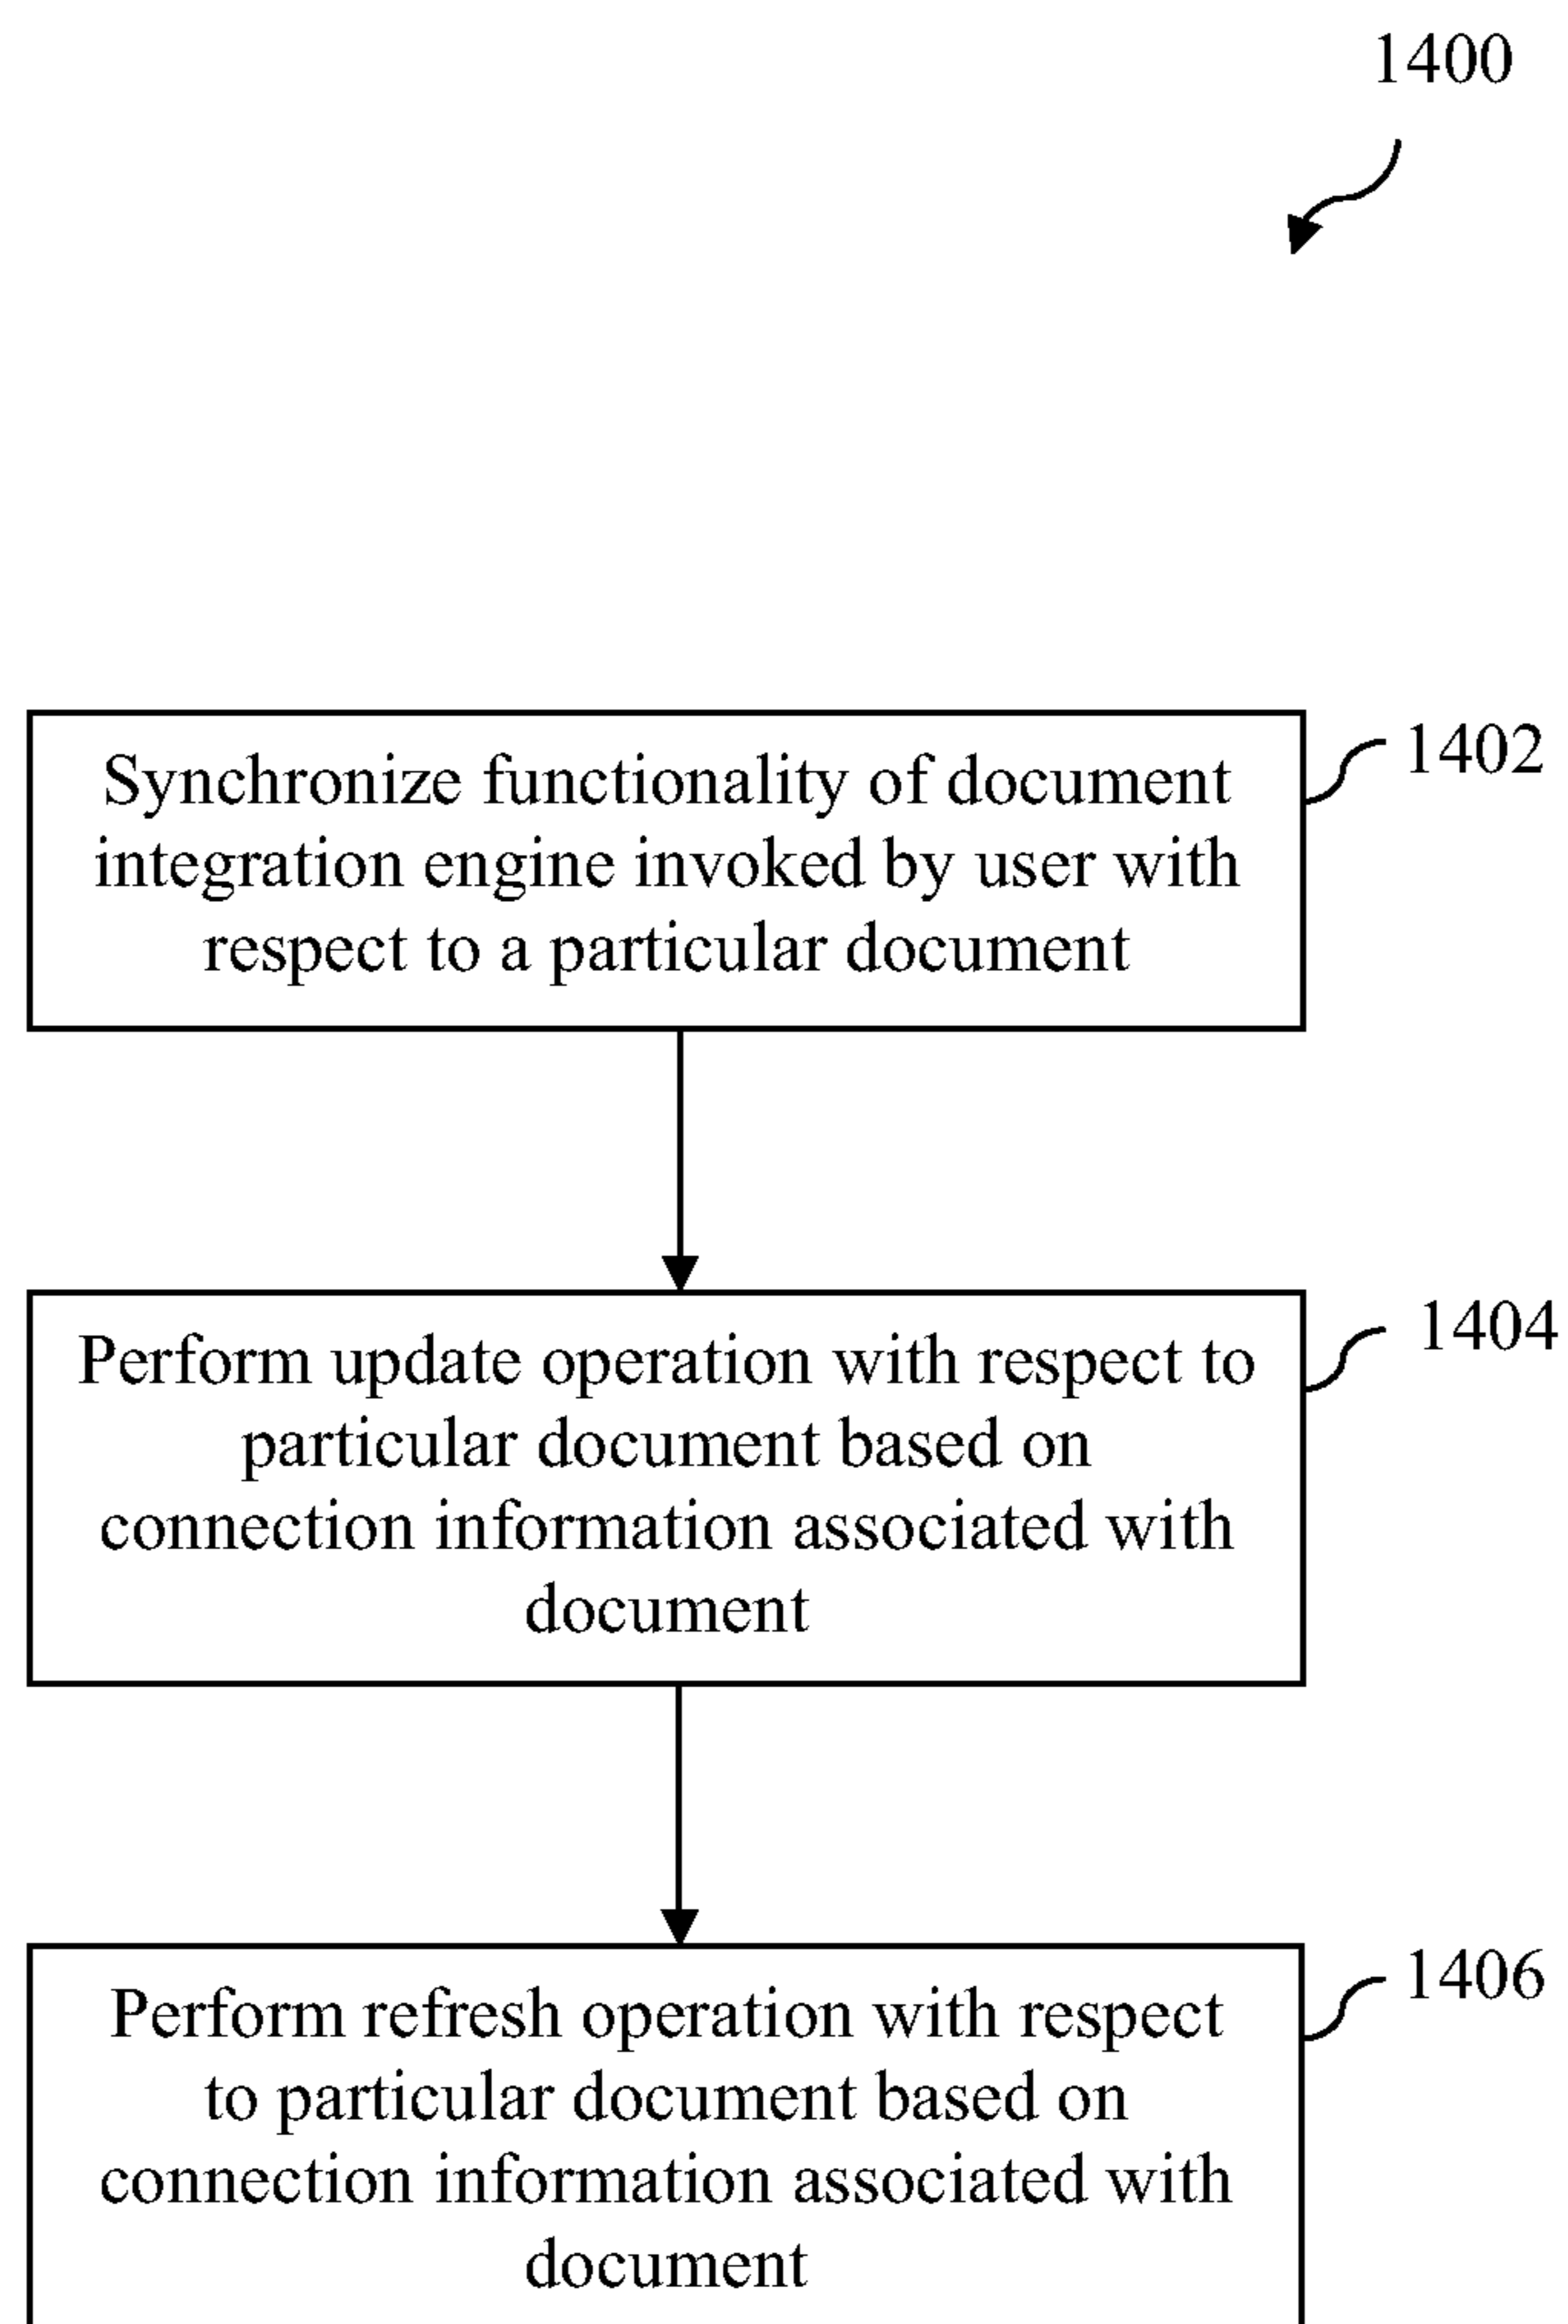 1400
Synchronize functionality of document
integration engine invoked by user with
respect to a particular document
1402
Perform update operation with respect to
particular document based on
connection information associated with
document
1404
Perform refresh operation with respect
to particular document based on
connection information associated with
document
1406